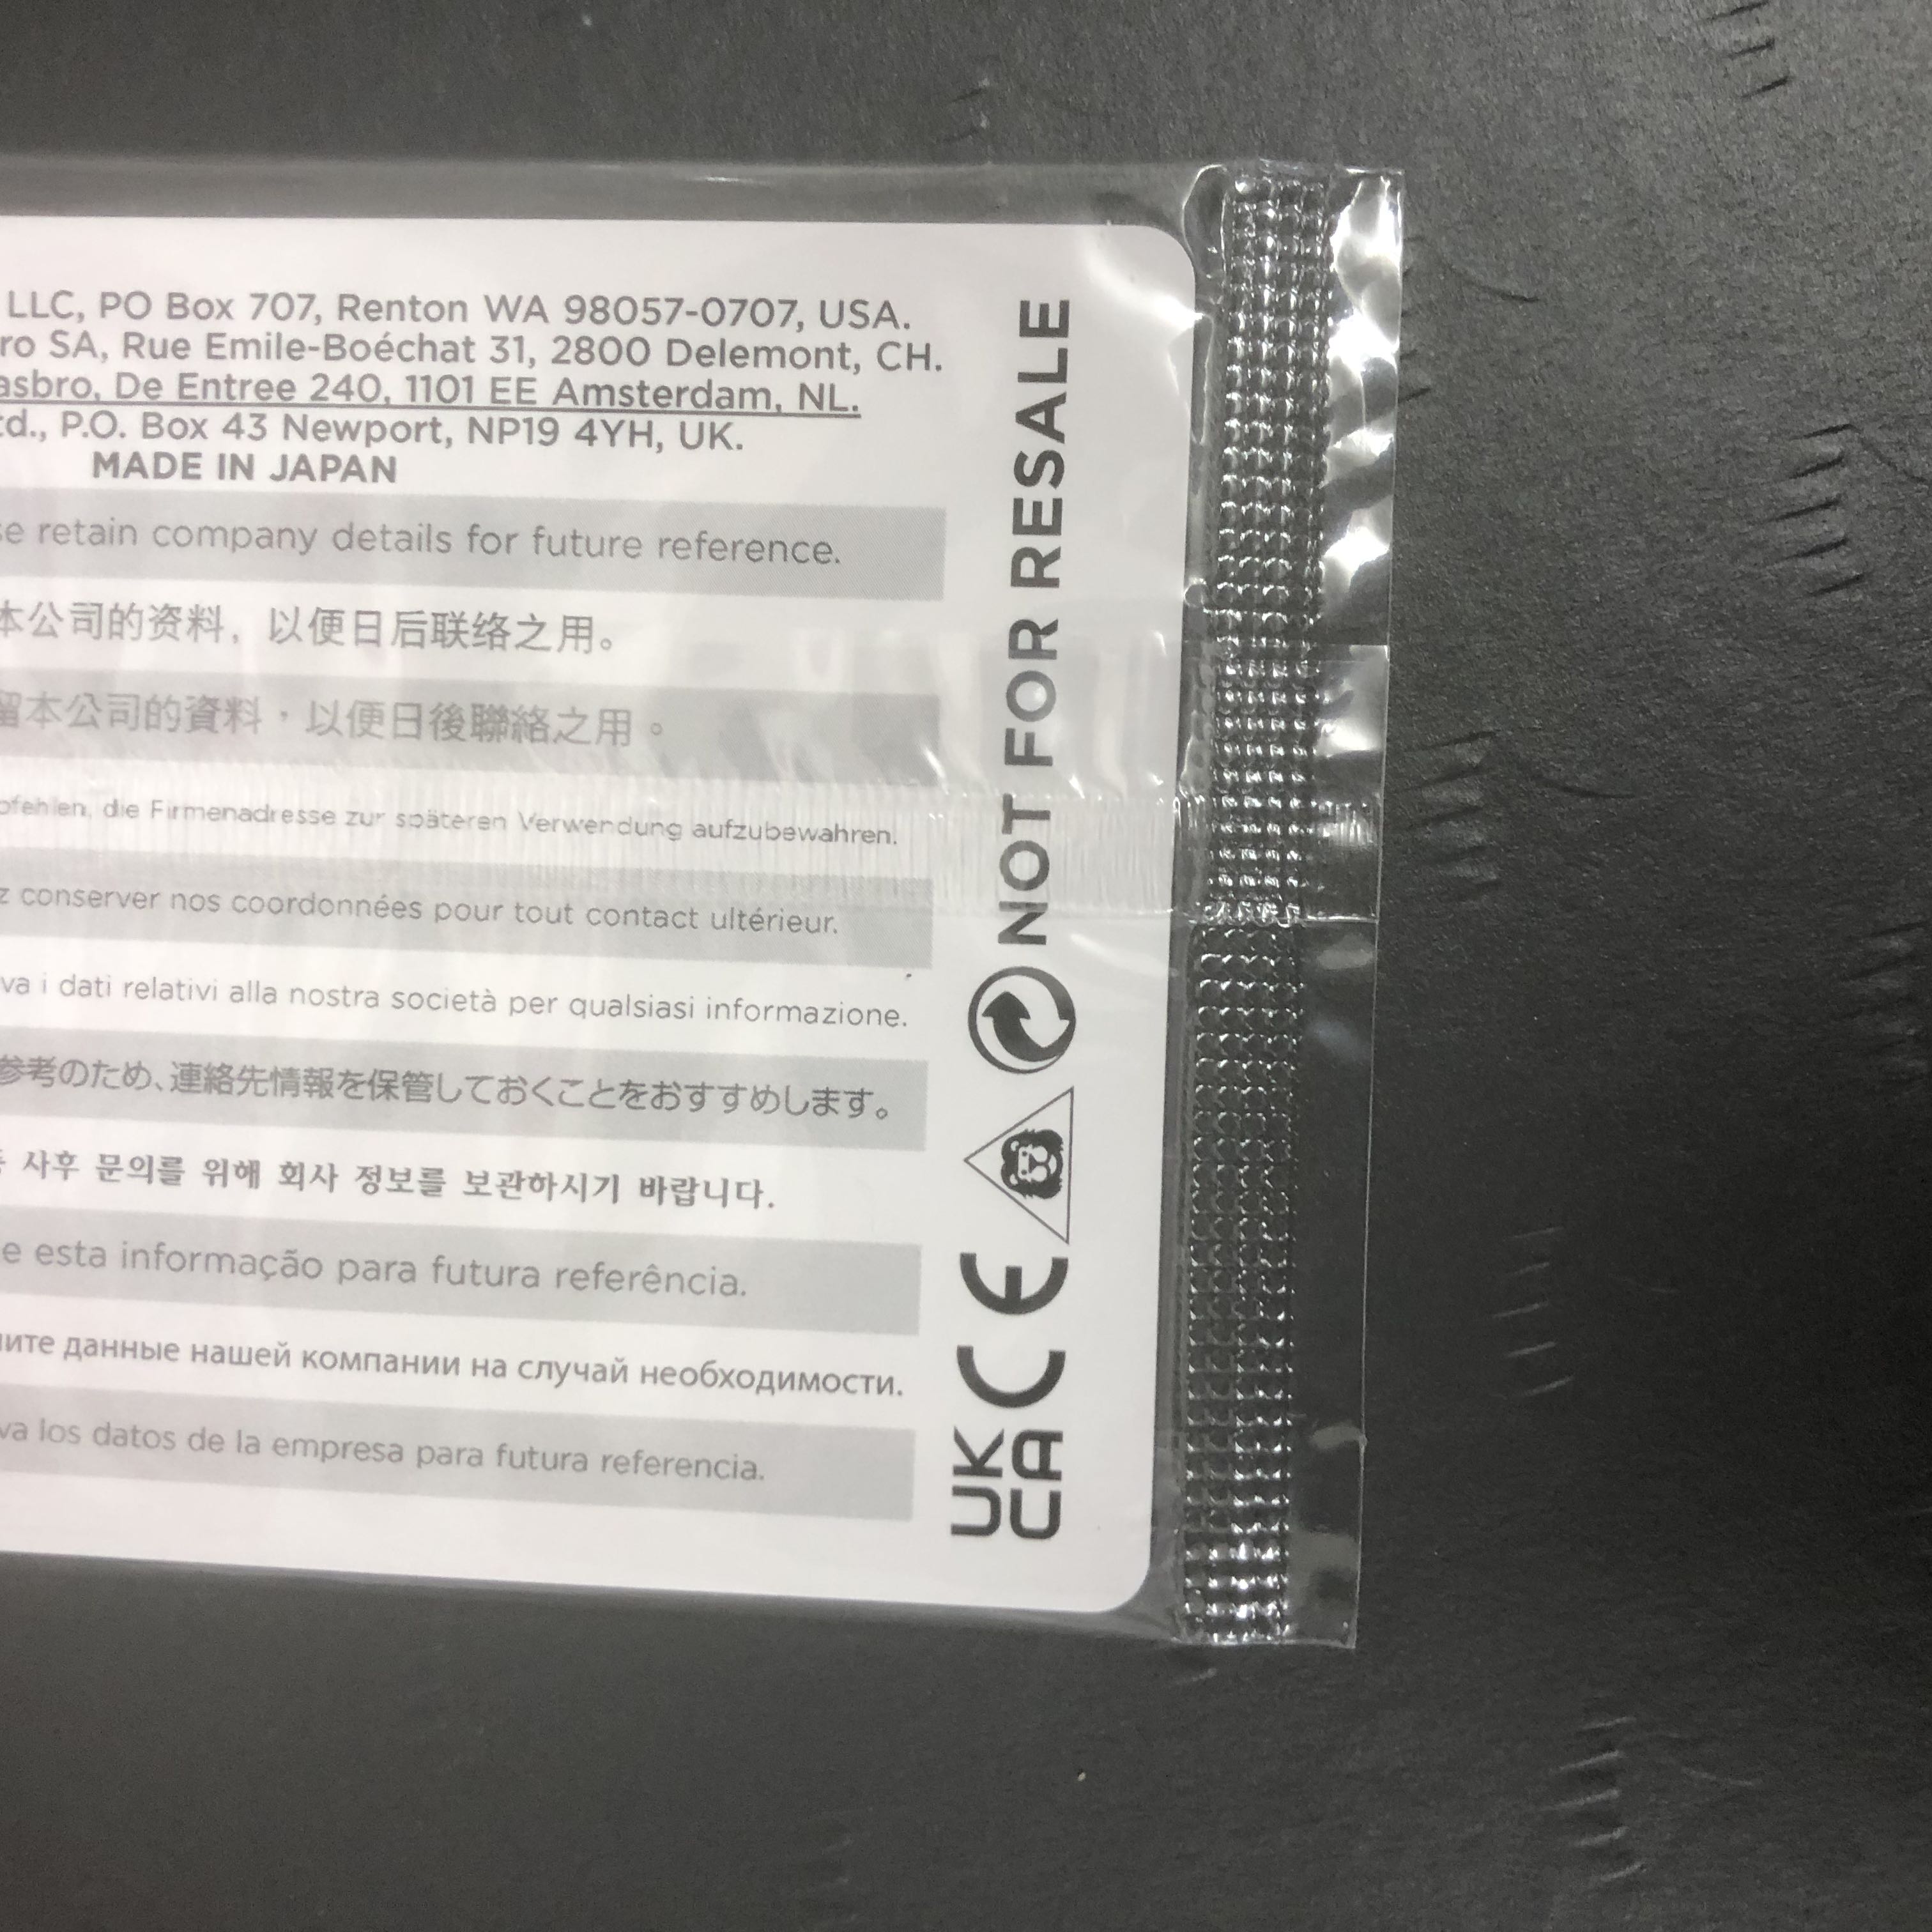 LLC, PO Box 707, Renton WA 98057-0707, USA.
SA, Rue Emile-Boéchat 31, 2800 Delemont, CH.
De Entree 240, 1101 EE Amsterdam, NL.
P.O. Box 43 Newport, NP19 4YH, UK.
MADE IN JAPAN
retain company details for future reference.
本公司的资料，以便日后联络之用。
留本公司的資料，以便日後聯絡之用。
die Firmenadresse zur späteren Verwendung aufzubewahren.
conserver nos coordonnées pour tout contact ultérieur.
i dati relativi alla nostra società per qualsiasi informazione.
参考のため、連絡先情報を保管しておくことをおすすめします。
사후 문의를 위해 회사 정보를 보관하시기 바랍니다.
esta informação para futura referência.
данные нашей компании на случай необходимости.
los datos de la empresa para futura referencia.
NOT FOR RESALE
CE
UK
CA